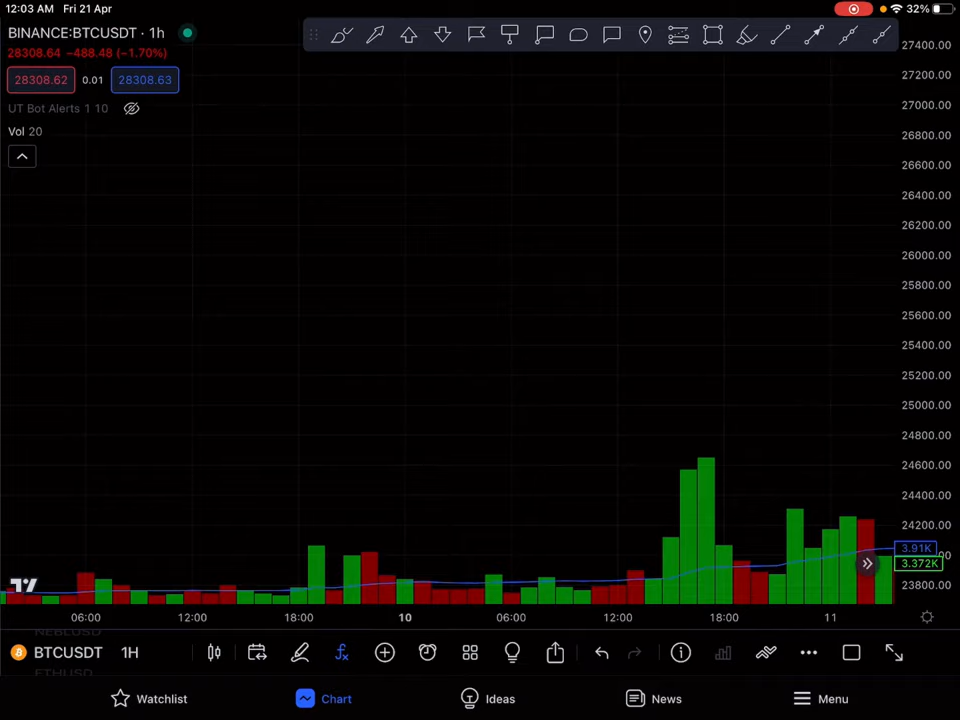 12:03 AM Fri 21 Apr
32%
BINANCE:BTCUSDT · 1h
28308.64 −488.48 (−1.70%)
28308.62 0.01 28308.63
UT Bot Alerts 1 10
Vol 20
27400.00
27200.00
27000.00
26800.00
26600.00
26400.00
26200.00
26000.00
25800.00
25600.00
25400.00
25200.00
25000.00
24800.00
24600.00
24400.00
24200.00
3.91K
3.372K
23800.00
06:00 12:00 18:00 10 06:00 12:00 18:00 11
NEBLUSD
BTCUSDT 1H
ETHUSD
Watchlist Chart Ideas News Menu